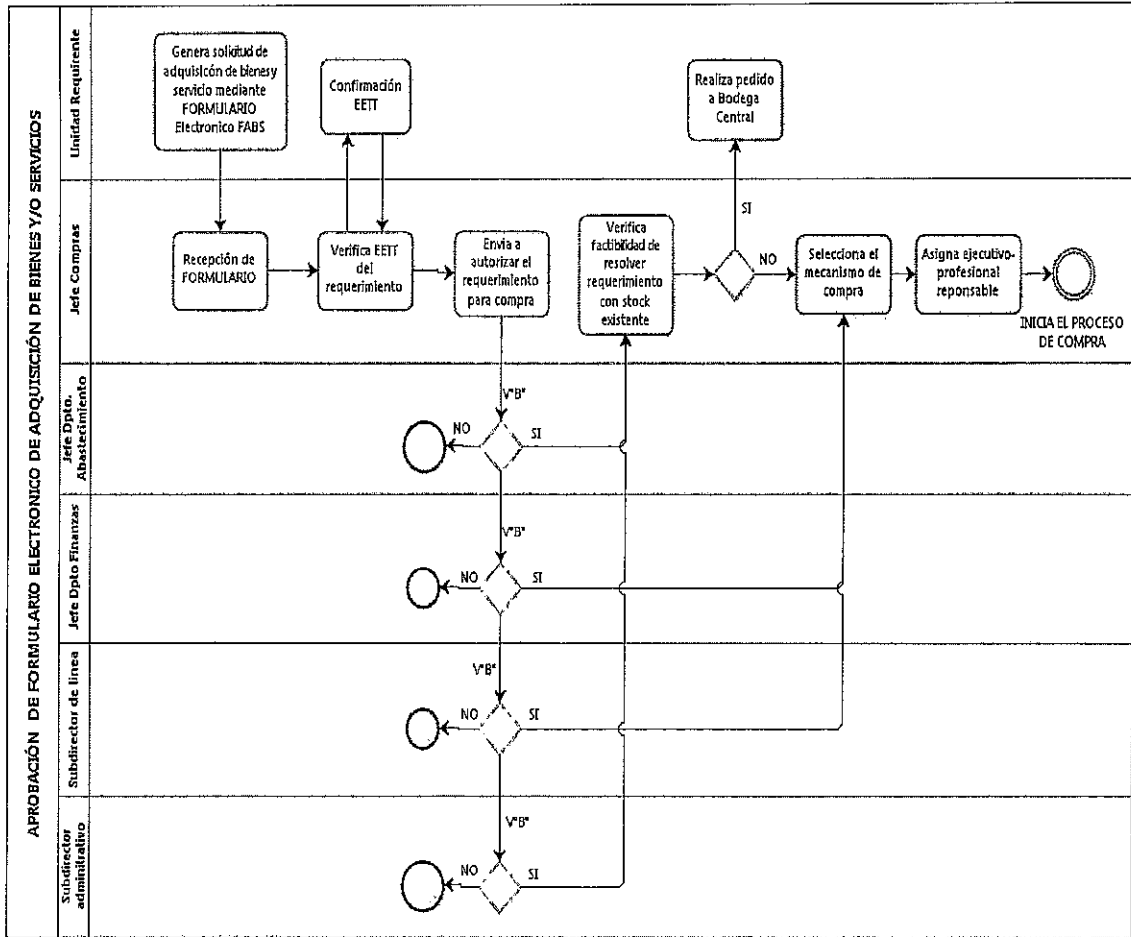 APROBACIÓN DE FORMULARIO ELECTRONICO DE ADQUISICIÓN DE BIENES Y/O SERVICIOS
Unidad Requirente
Genera solicitud de
adquisicón de bienes y
servicio mediante
FORMULARIO
Electronico FABS
Confirmación
EETT
Realiza pedido
a Bodega
Central
Jefe Compras
Recepción de
FORMULARIO
Verifica EETT
del
requerimiento
Envia a
autorizar el
requerimiento
para compra
Verifica
factibilidad de
resolver
requerimiento
con stock
existente
SI
NO
Selecciona el
mecanismo de
compra
Asigna ejecutivo-
profesional
reponsable
INICIA EL PROCESO
DE COMPRA
Jefe Dpto.
Abastecimiento
V°B°
NO
SI
Jefe Dpto Finanzas
V°B°
NO
SI
Subdirector de linea
V°B°
NO
SI
Subdirector
adminitrativo
V°B°
NO
SI